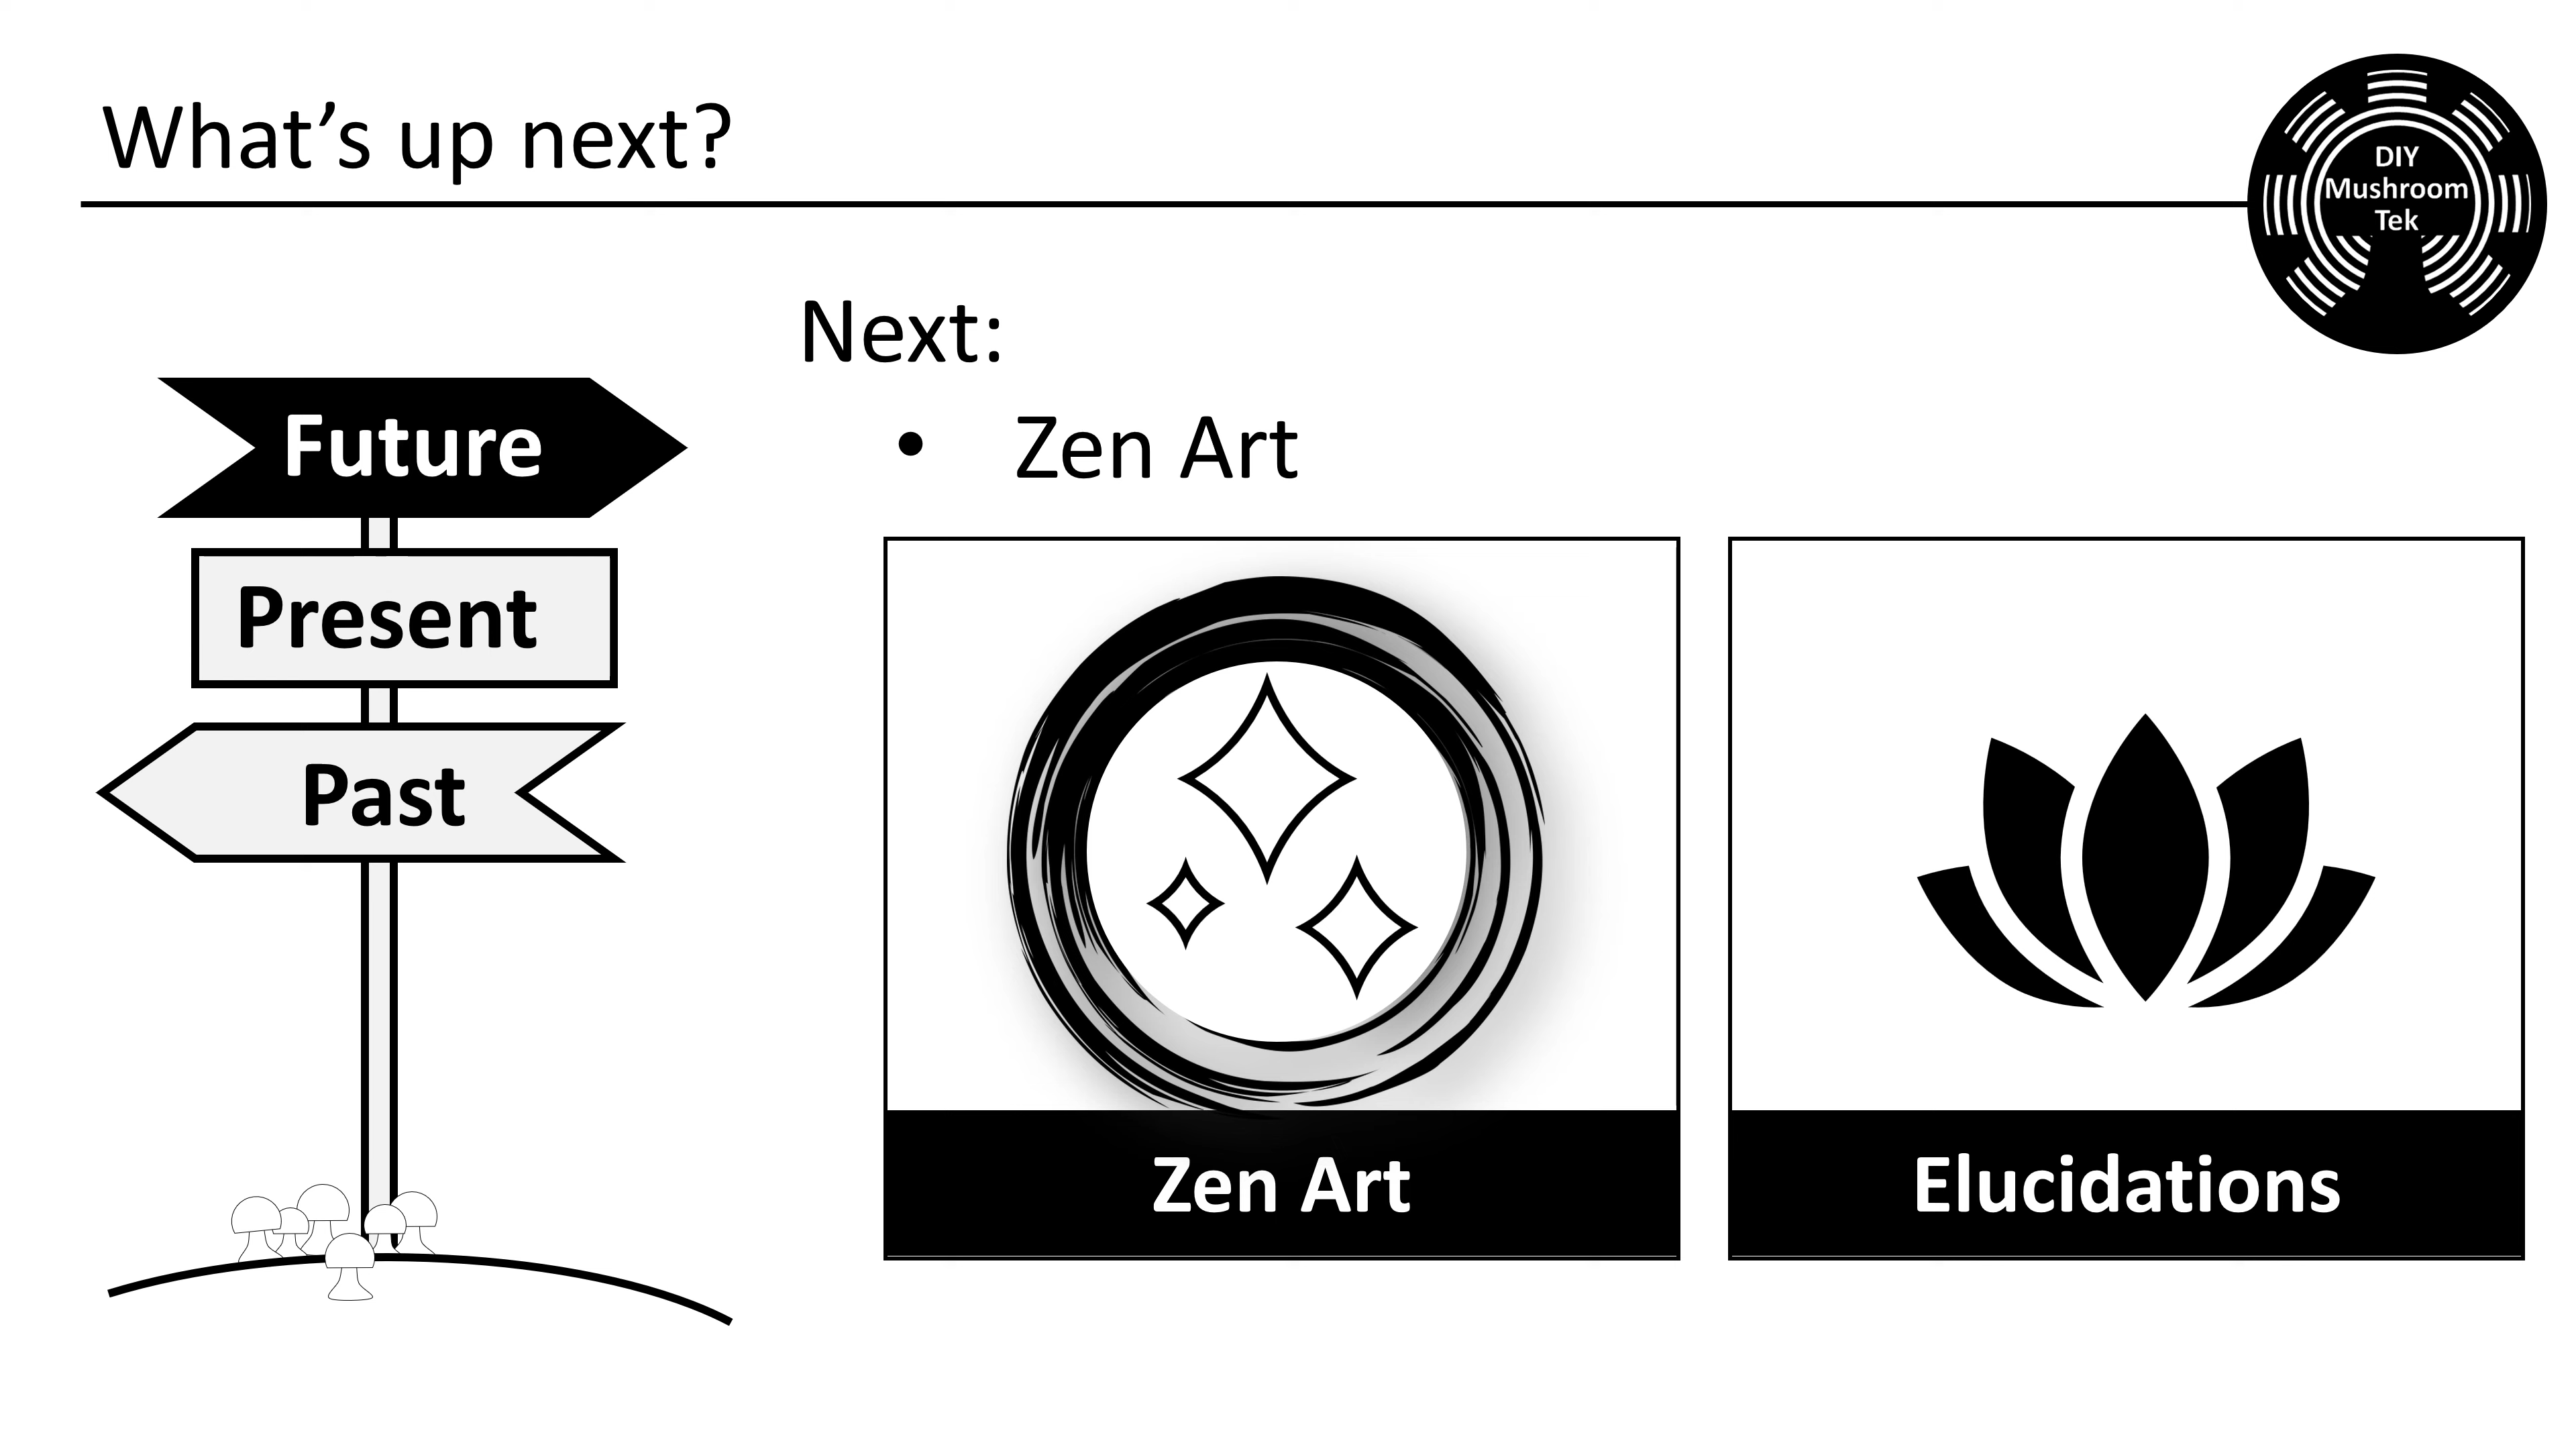 What’s up next?
DIY
Mushroom
Tek
Next:
• Zen Art
Future
Present
Past
Zen Art
Elucidations